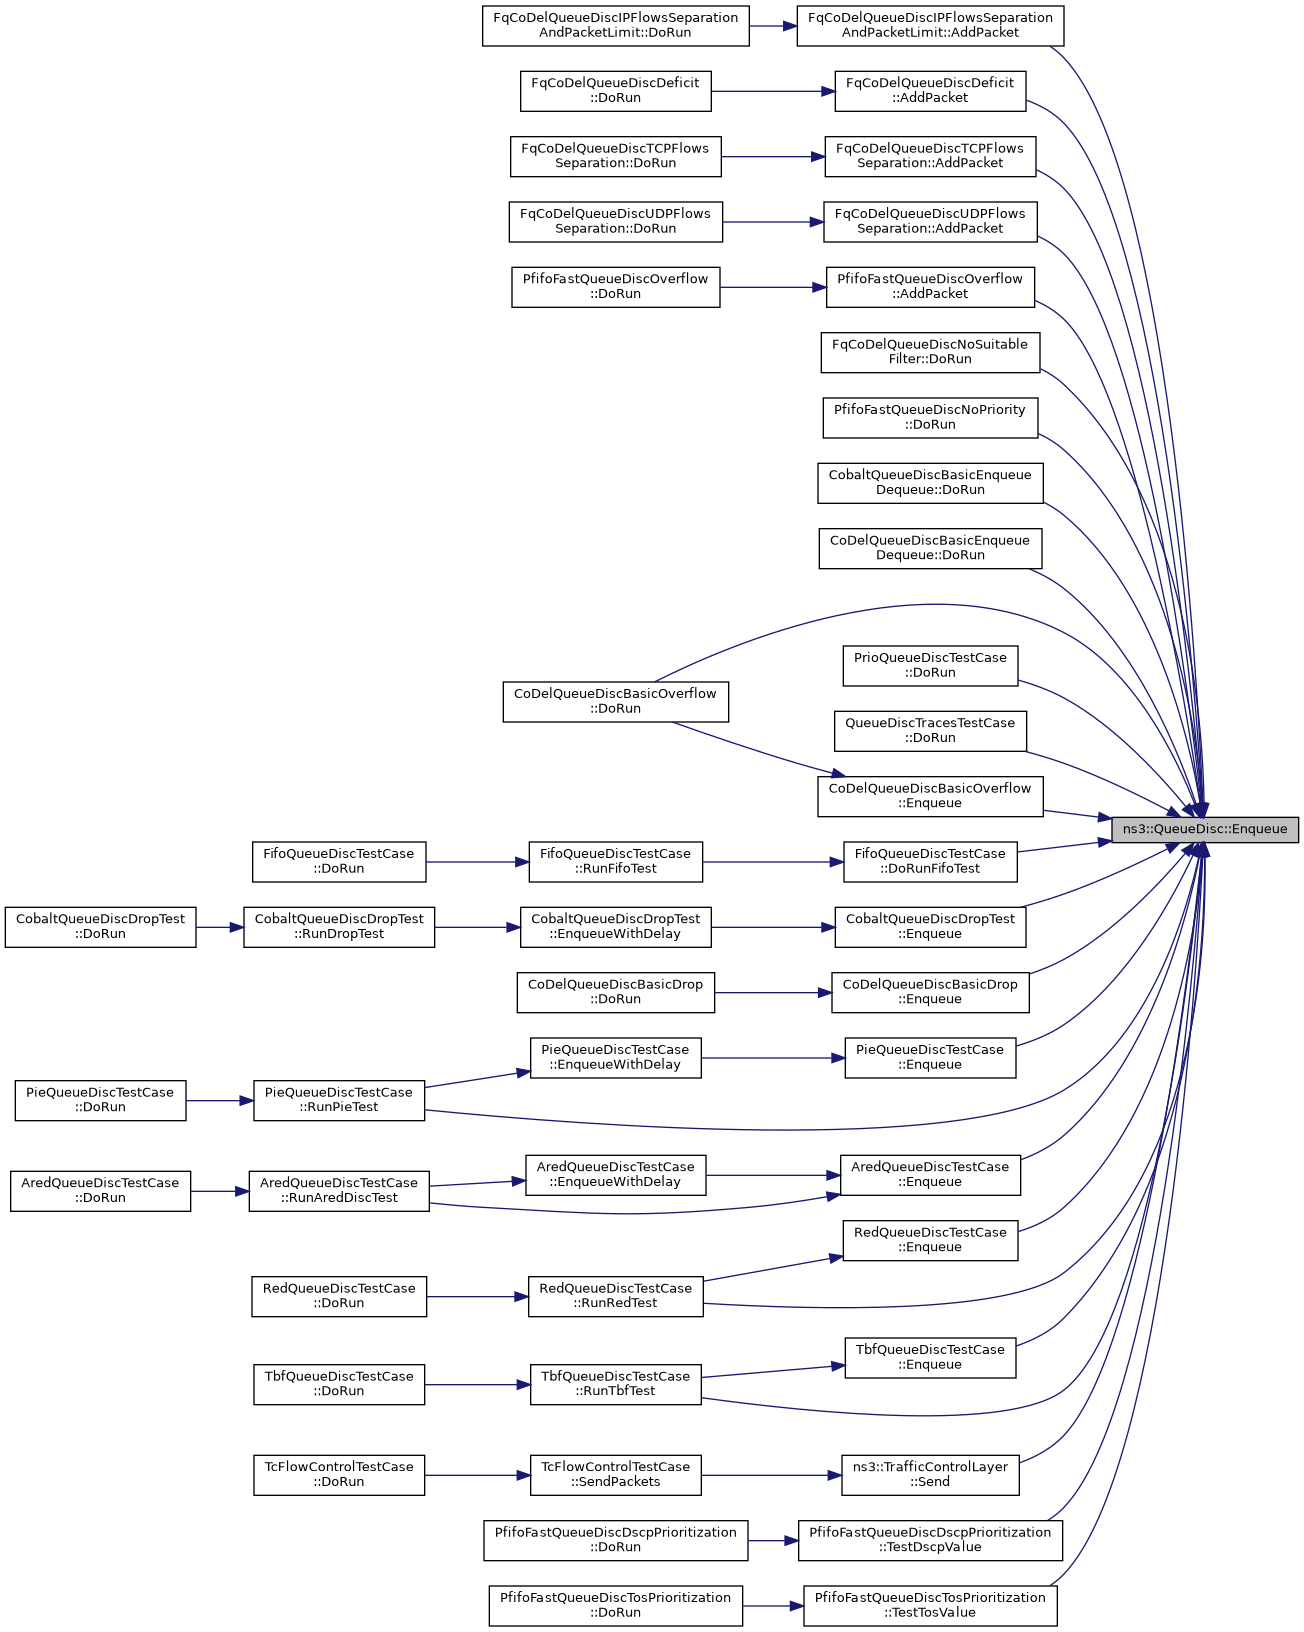 FqCoDelQueueDiscIPFlowsSeparation
AndPacketLimit::DoRun
FqCoDelQueueDiscIPFlowsSeparation
AndPacketLimit::AddPacket
FqCoDelQueueDiscDeficit
::DoRun
FqCoDelQueueDiscDeficit
::AddPacket
FqCoDelQueueDiscTCPFlows
Separation::DoRun
FqCoDelQueueDiscTCPFlows
Separation::AddPacket
FqCoDelQueueDiscUDPFlows
Separation::DoRun
FqCoDelQueueDiscUDPFlows
Separation::AddPacket
PfifoFastQueueDiscOverflow
::DoRun
PfifoFastQueueDiscOverflow
::AddPacket
FqCoDelQueueDiscNoSuitable
Filter::DoRun
PfifoFastQueueDiscNoPriority
::DoRun
CobaltQueueDiscBasicEnqueue
Dequeue::DoRun
CoDelQueueDiscBasicEnqueue
Dequeue::DoRun
PrioQueueDiscTestCase
::DoRun
CoDelQueueDiscBasicOverflow
::DoRun
QueueDiscTracesTestCase
::DoRun
CoDelQueueDiscBasicOverflow
::Enqueue
ns3::QueueDisc::Enqueue
FifoQueueDiscTestCase
::DoRun
FifoQueueDiscTestCase
::RunFifoTest
FifoQueueDiscTestCase
::DoRunFifoTest
CobaltQueueDiscDropTest
::DoRun
CobaltQueueDiscDropTest
::RunDropTest
CobaltQueueDiscDropTest
::EnqueueWithDelay
CobaltQueueDiscDropTest
::Enqueue
CoDelQueueDiscBasicDrop
::DoRun
CoDelQueueDiscBasicDrop
::Enqueue
PieQueueDiscTestCase
::EnqueueWithDelay
PieQueueDiscTestCase
::Enqueue
PieQueueDiscTestCase
::DoRun
PieQueueDiscTestCase
::RunPieTest
AredQueueDiscTestCase
::DoRun
AredQueueDiscTestCase
::RunAredDiscTest
AredQueueDiscTestCase
::EnqueueWithDelay
AredQueueDiscTestCase
::Enqueue
RedQueueDiscTestCase
::Enqueue
RedQueueDiscTestCase
::DoRun
RedQueueDiscTestCase
::RunRedTest
TbfQueueDiscTestCase
::Enqueue
TbfQueueDiscTestCase
::DoRun
TbfQueueDiscTestCase
::RunTbfTest
TcFlowControlTestCase
::DoRun
TcFlowControlTestCase
::SendPackets
ns3::TrafficControlLayer
::Send
PfifoFastQueueDiscDscpPrioritization
::DoRun
PfifoFastQueueDiscDscpPrioritization
::TestDscpValue
PfifoFastQueueDiscTosPrioritization
::DoRun
PfifoFastQueueDiscTosPrioritization
::TestTosValue